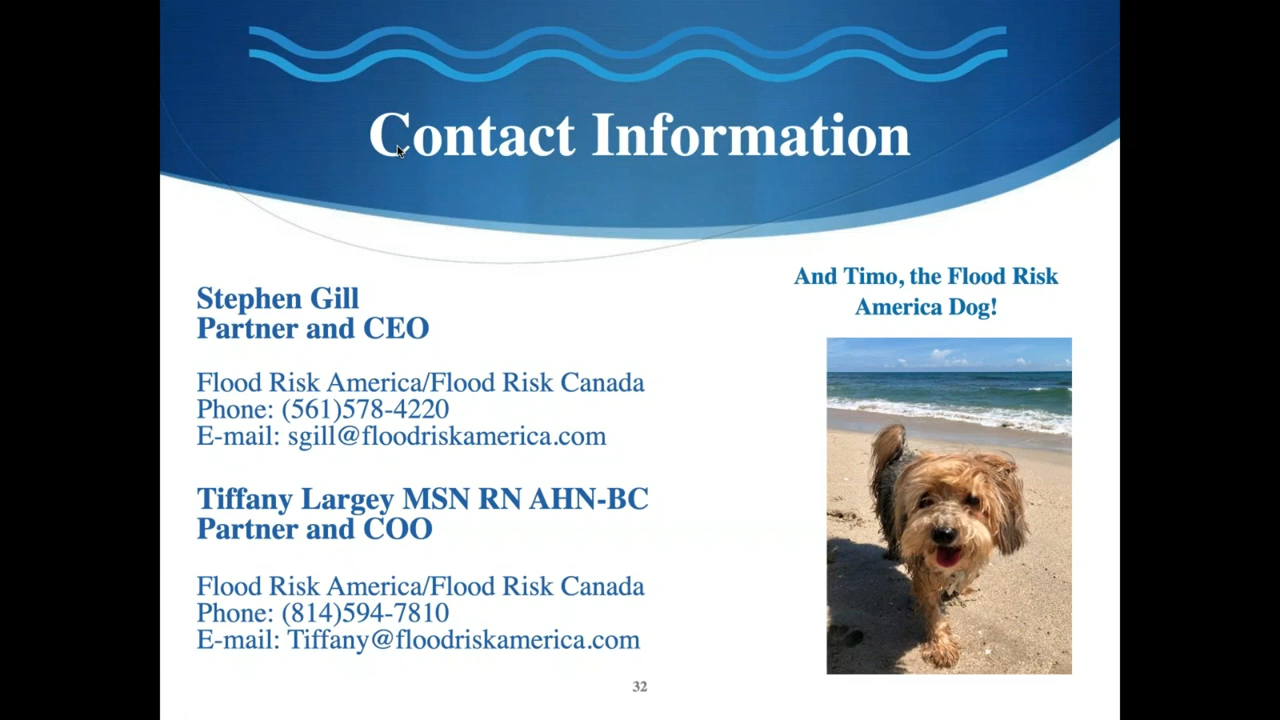 Contact Information
Stephen Gill
Partner and CEO
Flood Risk America/Flood Risk Canada
Phone: (561)578-4220
E-mail: sgill@floodriskamerica.com
Tiffany Largey MSN RN AHN-BC
Partner and COO
Flood Risk America/Flood Risk Canada
Phone: (814)594-7810
E-mail: Tiffany@floodriskamerica.com
And Timo, the Flood Risk
America Dog!
32